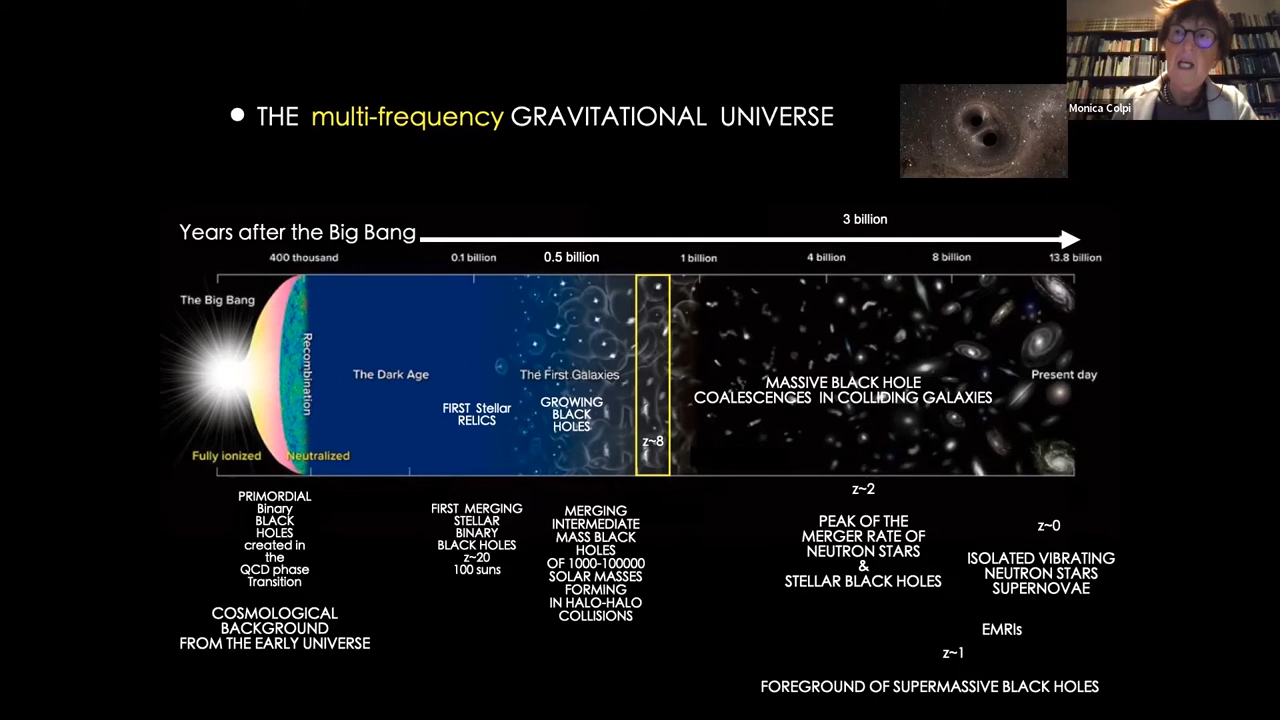 Monica Colpi
● THE multi-frequency GRAVITATIONAL UNIVERSE
3 billion
Years after the Big Bang
400 thousand
0.1 billion
0.5 billion
1 billion
4 billion
8 billion
13.8 billion
The Big Bang
Recombination
The Dark Age
The First Galaxies
MASSIVE BLACK HOLE
COALESCENCES IN COLLIDING GALAXIES
Present day
FIRST Stellar
RELICS
GROWING
BLACK
HOLES
z~8
Fully ionized
Neutralized
PRIMORDIAL
Binary
BLACK
HOLES
created in
the
QCD phase
Transition
COSMOLOGICAL
BACKGROUND
FROM THE EARLY UNIVERSE
FIRST MERGING
STELLAR
BINARY
BLACK HOLES
z~20
100 suns
MERGING
INTERMEDIATE
MASS BLACK
HOLES
OF 1000-100000
SOLAR MASSES
FORMING
IN HALO-HALO
COLLISIONS
z~2
PEAK OF THE
MERGER RATE OF
NEUTRON STARS
&
STELLAR BLACK HOLES
z~0
ISOLATED VIBRATING
NEUTRON STARS
SUPERNOVAE
EMRIs
z~1
FOREGROUND OF SUPERMASSIVE BLACK HOLES